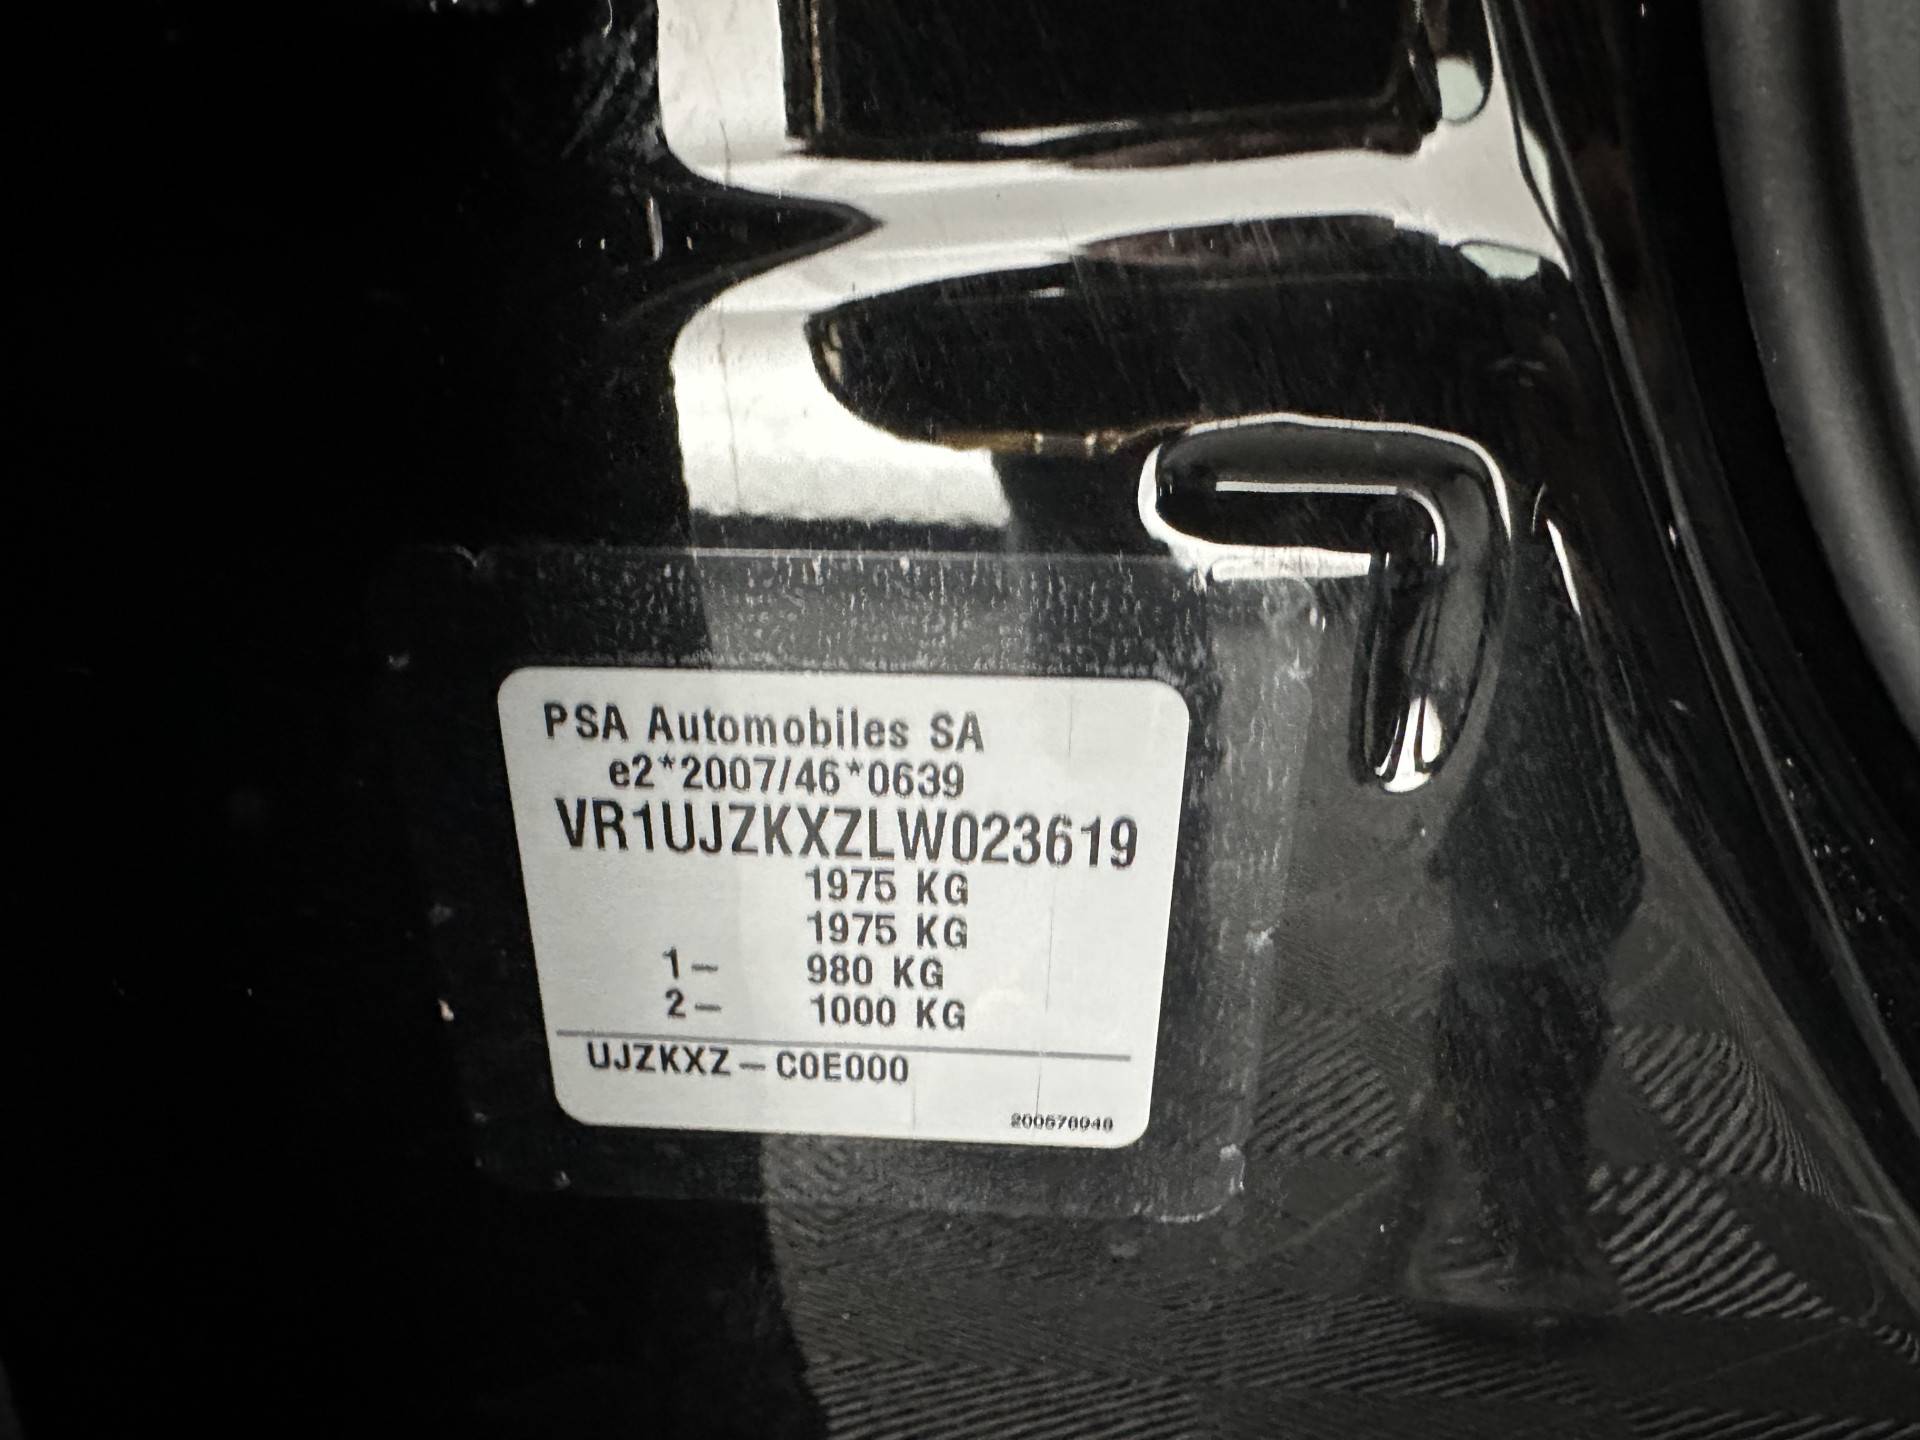 PSA Automobiles SA
e2*2007/46*0639
VR1UJZKXZLW023619
1975 KG
1975 KG
1- 980 KG
2- 1000 KG
UJZKXZ-C0E000